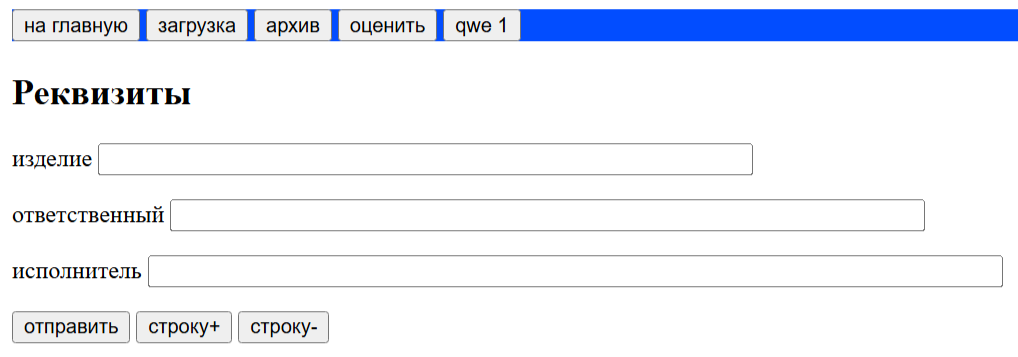 на главную загрузка архив оценить qwe 1
Реквизиты
изделие
ответственный
исполнитель
отправить строку+ строку-